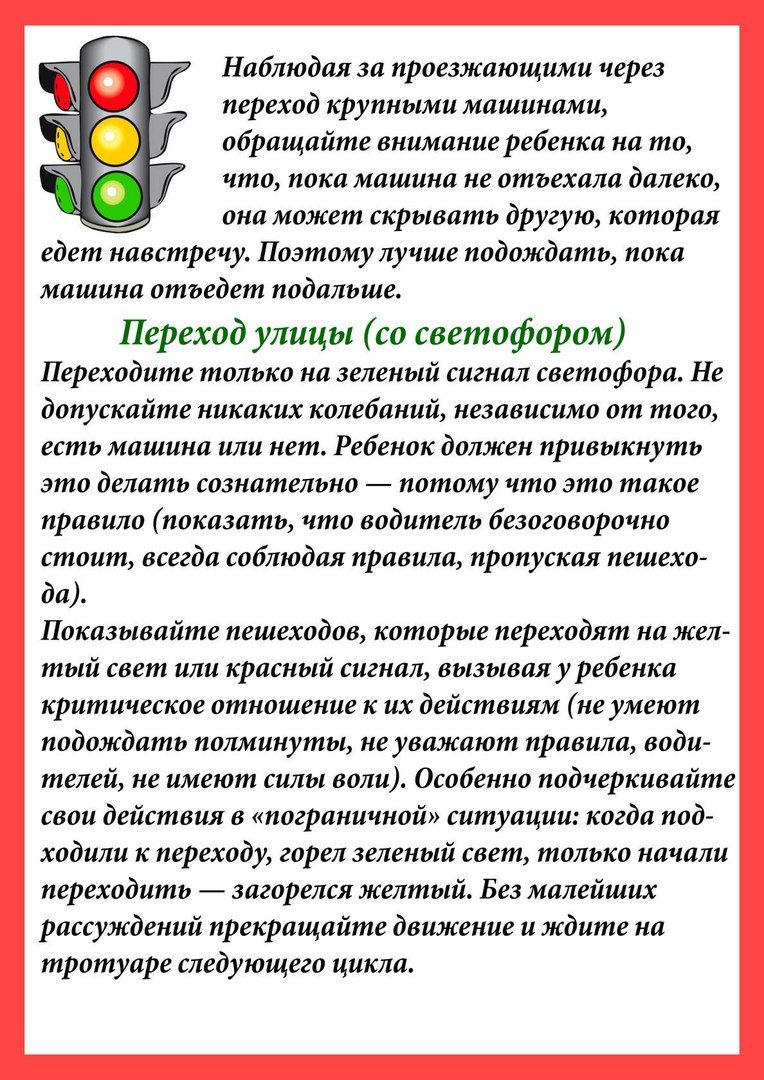 Наблюдая за проезжающими через
переход крупными машинами,
обращайте внимание ребенка на то,
что, пока машина не отъехала далеко,
она может скрывать другую, которая
едет навстречу. Поэтому лучше подождать, пока
машина отъедет подальше.
Переход улицы (со светофором)
Переходите только на зеленый сигнал светофора. Не
допускайте никаких колебаний, независимо от того,
есть машина или нет. Ребенок должен привыкнуть
это делать сознательно — потому что это такое
правило (показать, что водитель безоговорочно
стоит, всегда соблюдая правила, пропуская пешехо-
да).
Показывайте пешеходов, которые переходят на жел-
тый свет или красный сигнал, вызывая у ребенка
критическое отношение к их действиям (не умеют
подождать полминуты, не уважают правила, води-
телей, не имеют силы воли). Особенно подчеркивайте
свои действия в «пограничной» ситуации: когда под-
ходили к переходу, горел зеленый свет, только начали
переходить — загорелся желтый. Без малейших
рассуждений прекращайте движение и ждите на
тротуаре следующего цикла.